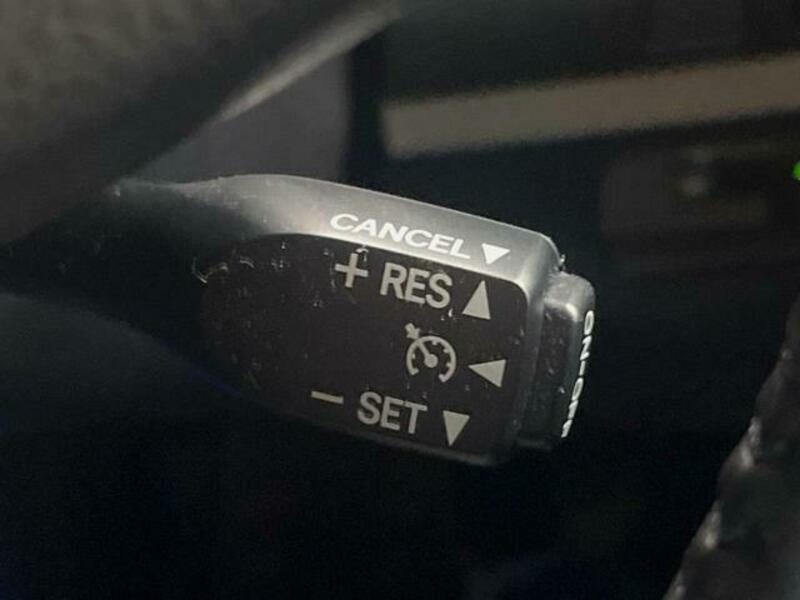 CANCEL ▼
+ RES ▲
◀
− SET ▼
ON-OFF